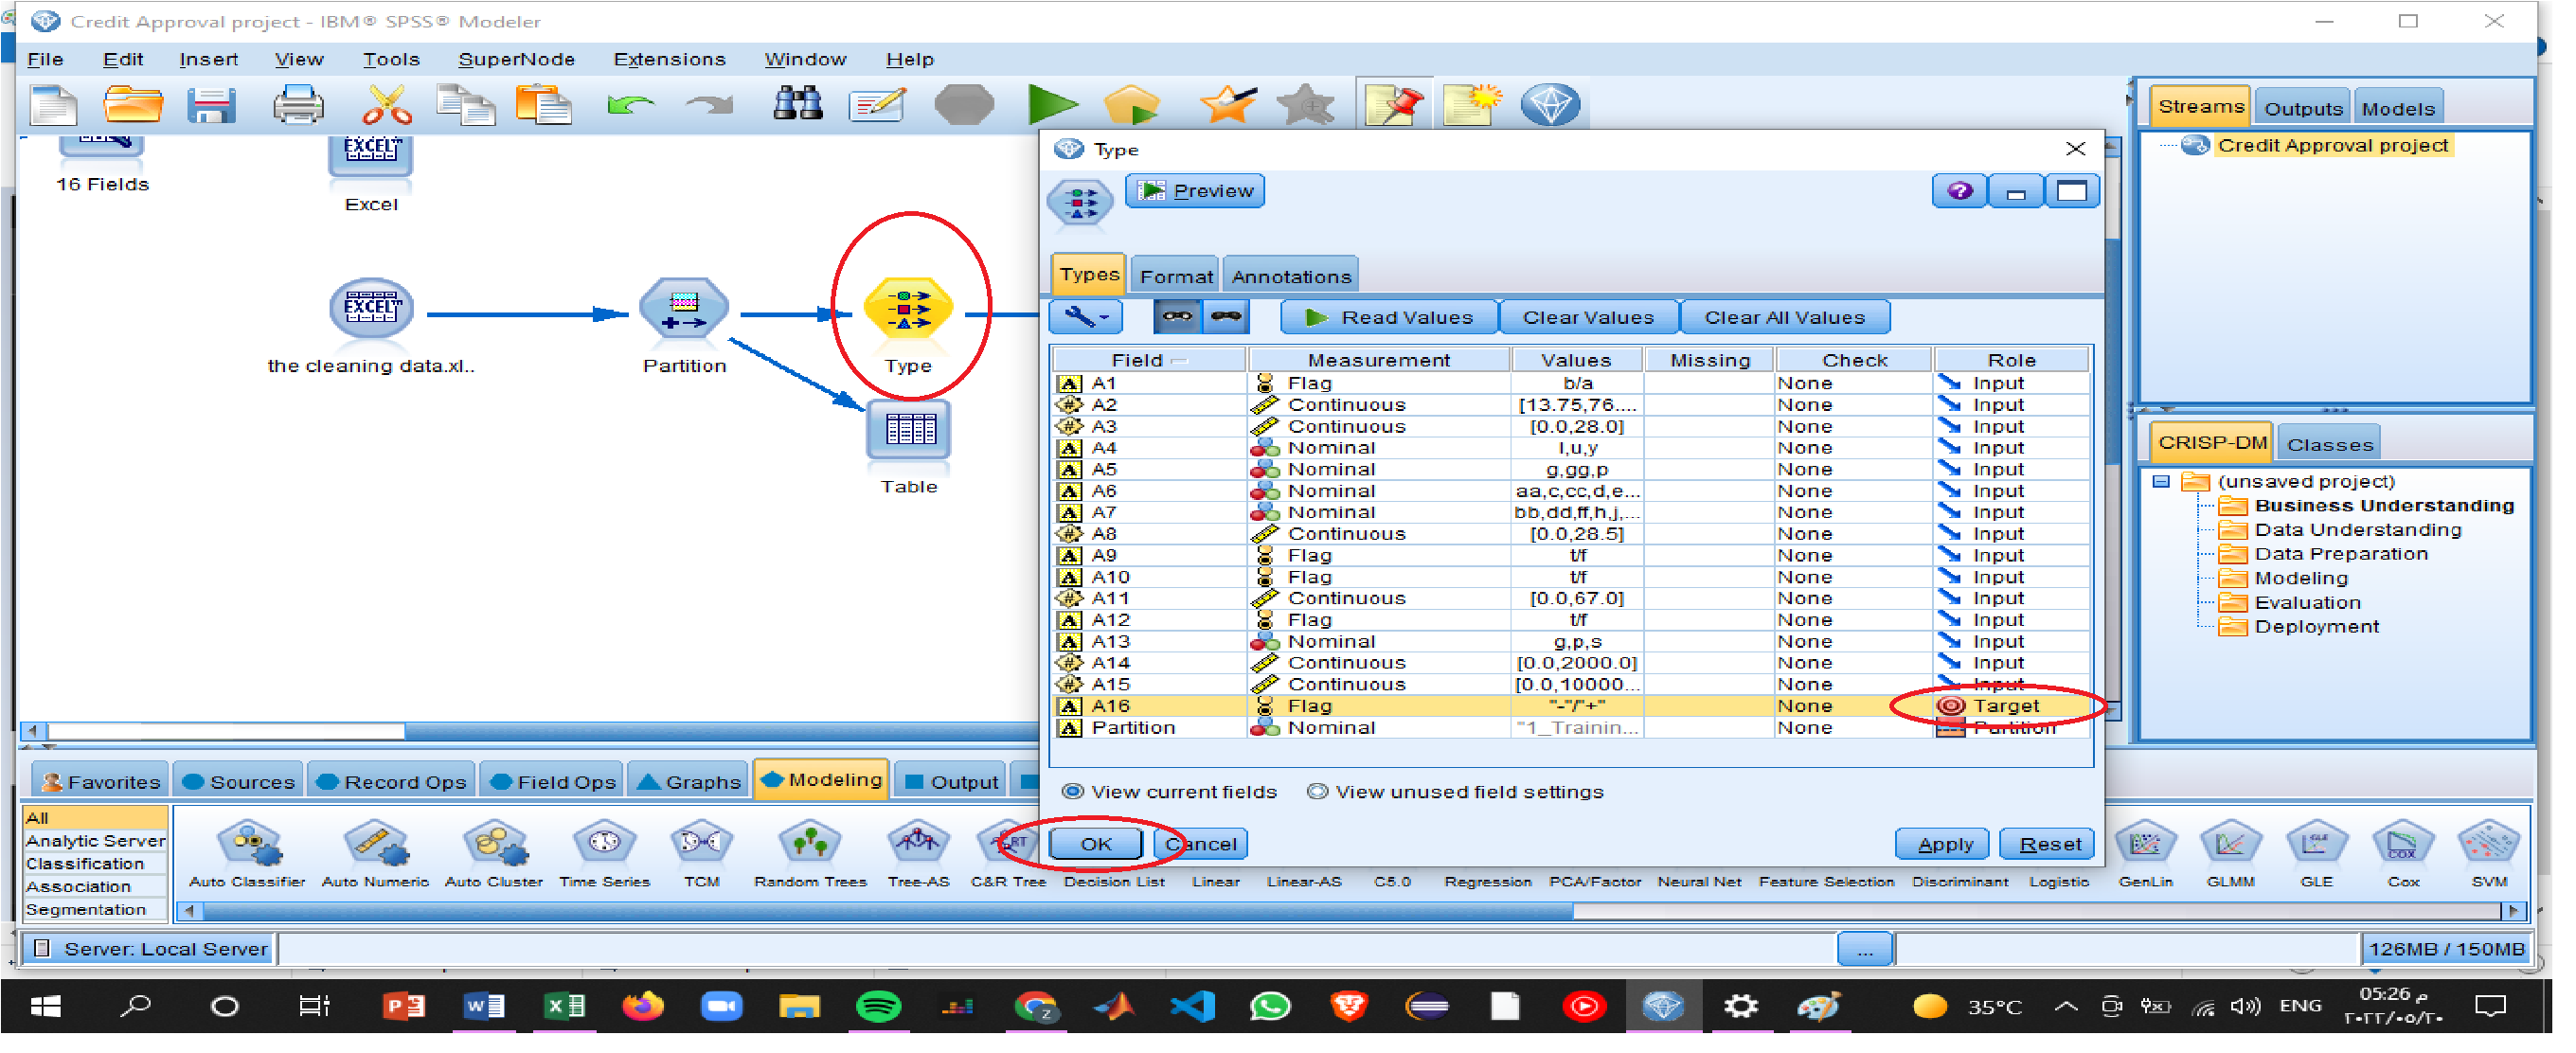 Credit Approval project - IBM® SPSS® Modeler
File Edit Insert View Tools SuperNode Extensions Window Help
Streams Outputs Models
Credit Approval project
16 Fields
EXCEL
Excel
EXCEL
the cleaning data.xl..
Partition
Type
Table
Type
Preview
Types Format Annotations
Read Values Clear Values Clear All Values
Field Measurement Values Missing Check Role
A1 Flag b/a None Input
A2 Continuous [13.75,76.... None Input
A3 Continuous [0.0,28.0] None Input
A4 Nominal l,u,y None Input
A5 Nominal g,gg,p None Input
A6 Nominal aa,c,cc,d,e... None Input
A7 Nominal bb,dd,ff,h,j,... None Input
A8 Continuous [0.0,28.5] None Input
A9 Flag t/f None Input
A10 Flag t/f None Input
A11 Continuous [0.0,67.0] None Input
A12 Flag t/f None Input
A13 Nominal g,p,s None Input
A14 Continuous [0.0,2000.0] None Input
A15 Continuous [0.0,10000... None Input
A16 Flag "-"/"+" None Target
Partition Nominal "1_Trainin... None Partition
View current fields View unused field settings
OK Cancel Apply Reset
CRISP-DM Classes
(unsaved project)
Business Understanding
Data Understanding
Data Preparation
Modeling
Evaluation
Deployment
Favorites Sources Record Ops Field Ops Graphs Modeling Output
All
Analytic Server
Classification
Association
Segmentation
Auto Classifier Auto Numeric Auto Cluster Time Series TCM Random Trees Tree-AS C&R Tree Decision List Linear Linear-AS C5.0 Regression PCA/Factor Neural Net Feature Selection Discriminant Logistic GenLin GLMM GLE Cox SVM
Server: Local Server ... 126MB / 150MB
35°C ENG 05:26 م
٢٠٢٢/٠٥/٢٠